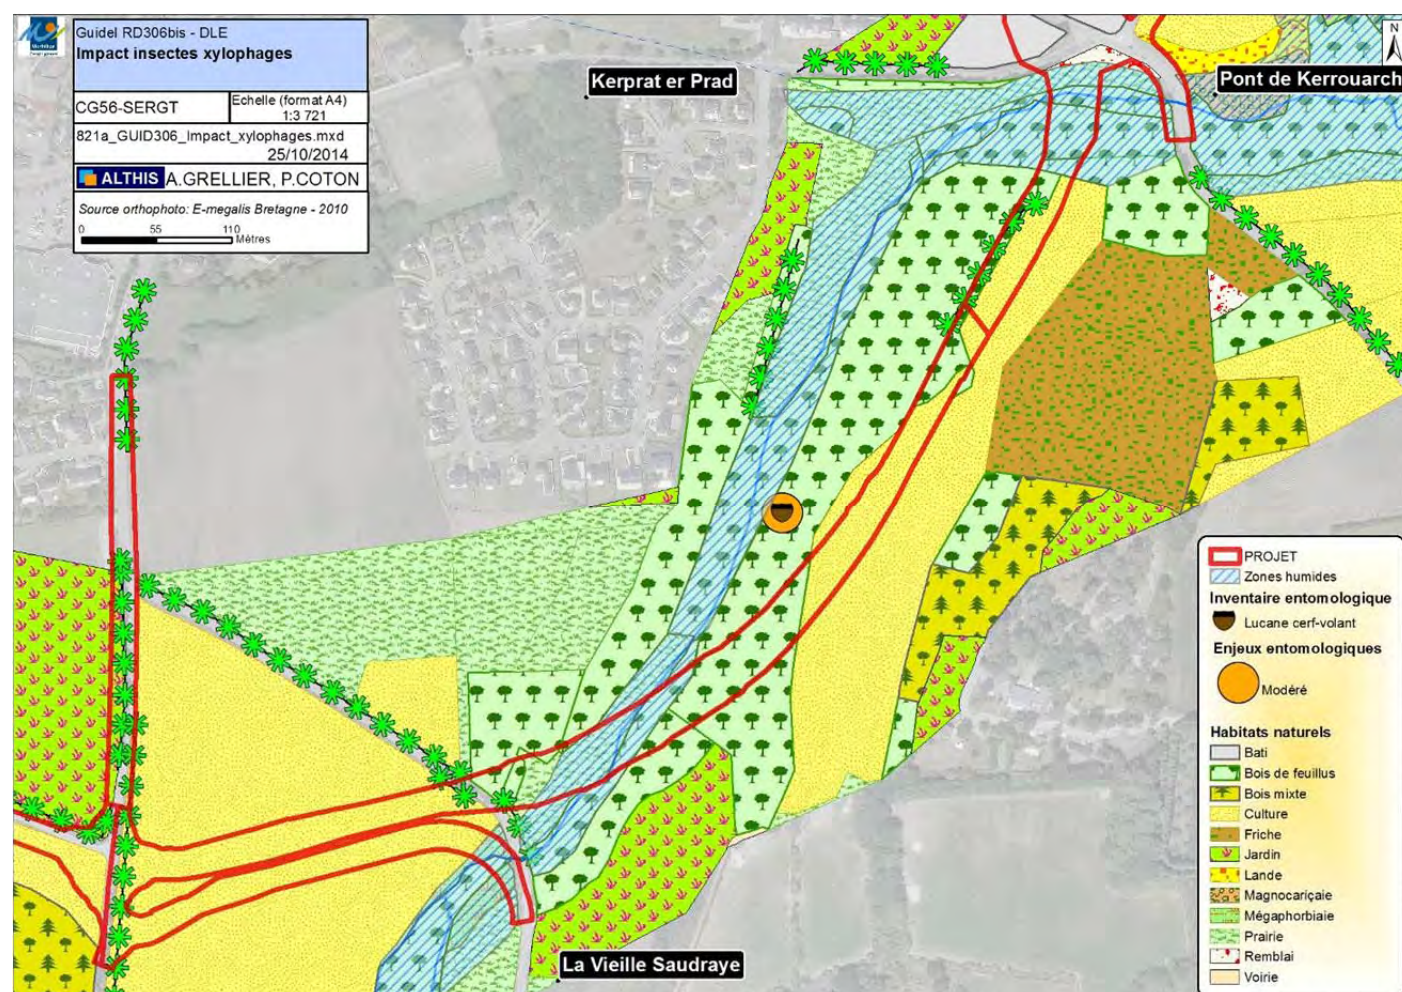 Morbihan
Guidel RD306bis - DLE
Impact insectes xylophages
CG56-SERGT
Echelle (format A4)
1:3 721
821a_GUID306_Impact_xylophages.mxd
25/10/2014
ALTHIS A.GRELLIER, P.COTON
Source orthophoto: E-megalis Bretagne - 2010
0 55 110
Mètres
N
Kerprat er Prad
Pont de Kerrouarch
La Vieille Saudraye
PROJET
Zones humides
Inventaire entomologique
Lucane cerf-volant
Enjeux entomologiques
Modéré
Habitats naturels
Bati
Bois de feuillus
Bois mixte
Culture
Friche
Jardin
Lande
Magnocariçaie
Mégaphorbiaie
Prairie
Remblai
Voirie